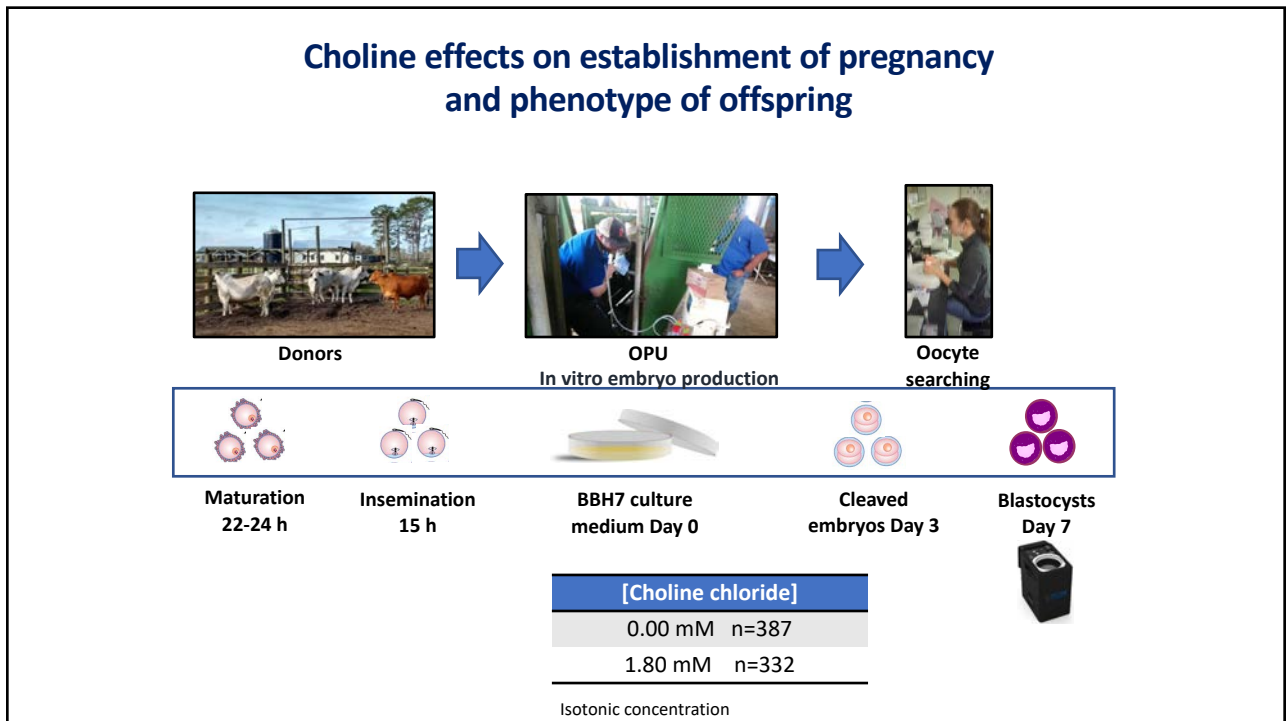 Choline effects on establishment of pregnancy
and phenotype of offspring
Donors
OPU
Oocyte
searching
In vitro embryo production
Maturation
22-24 h
Insemination
15 h
BBH7 culture
medium Day 0
Cleaved
embryos Day 3
Blastocysts
Day 7
[Choline chloride]
0.00 mM n=387
1.80 mM n=332
Isotonic concentration